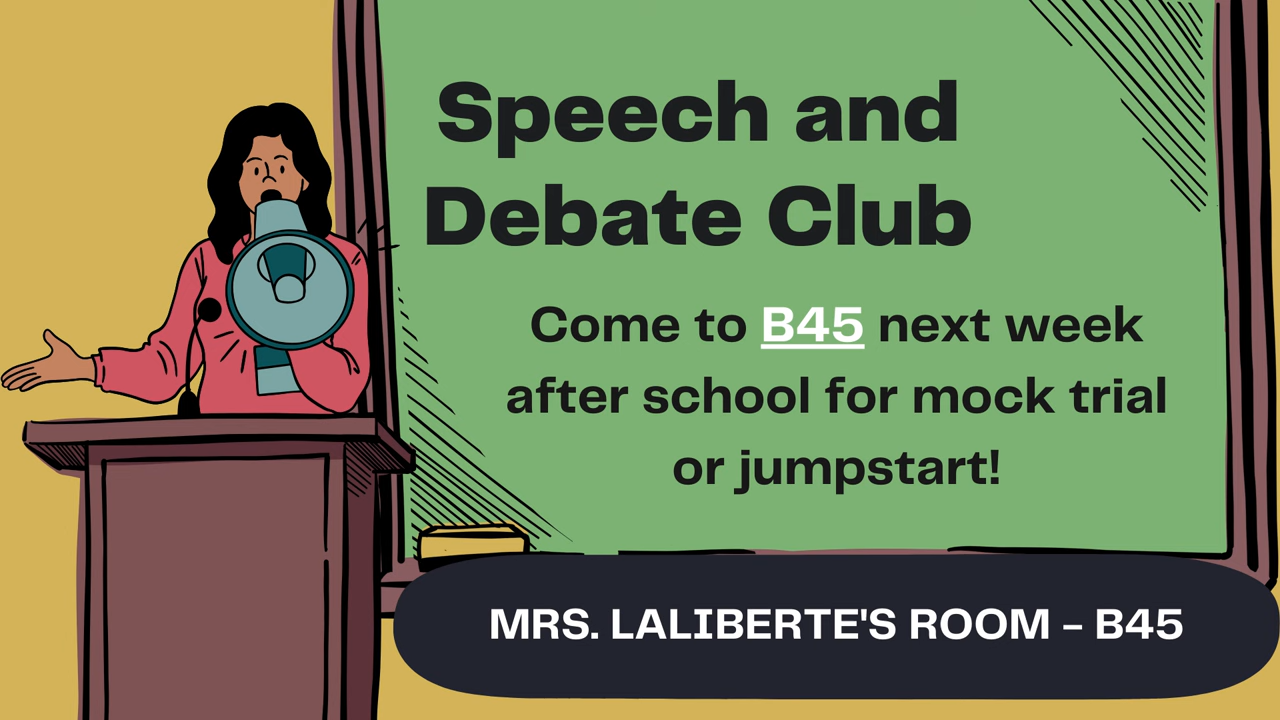 Speech and
Debate Club
Come to B45 next week
after school for mock trial
or jumpstart!
MRS. LALIBERTE'S ROOM – B45